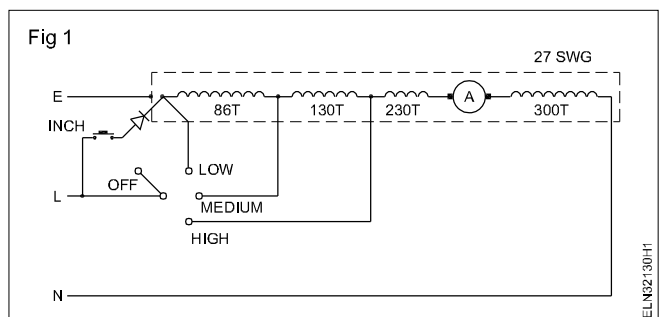 Fig 1
27 SWG
E
A
86T
130T
230T
300T
INCH
LOW
OFF
L
MEDIUM
HIGH
N
ELN32130H1